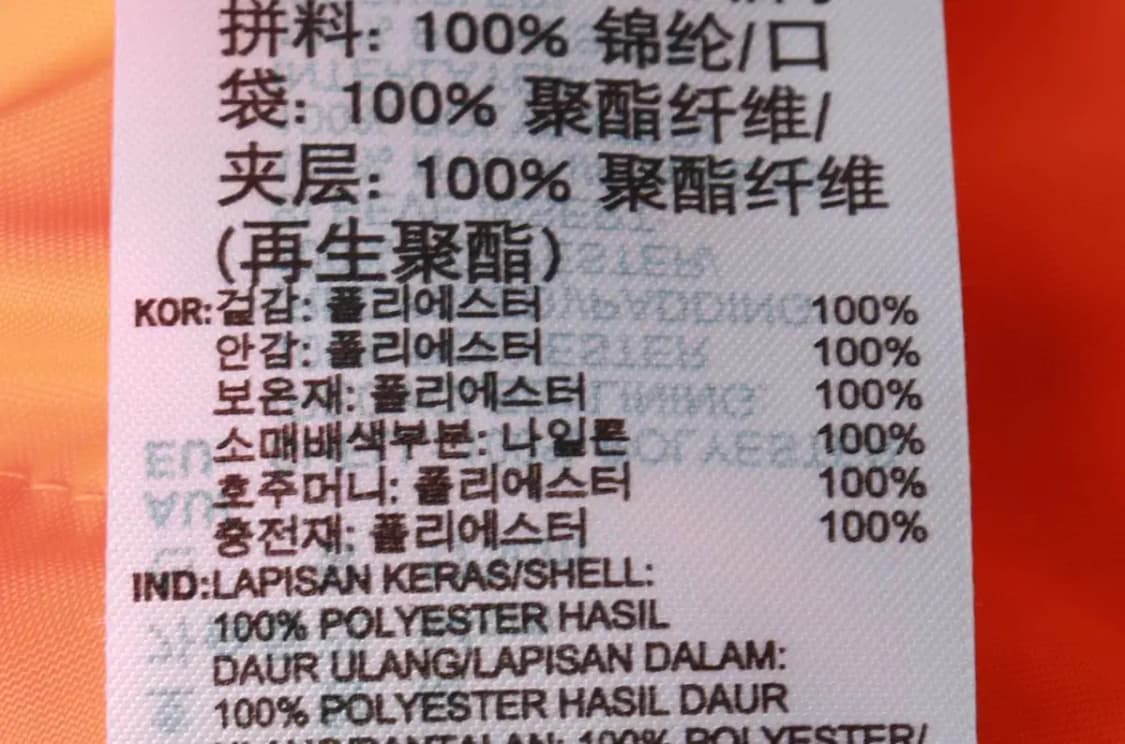 拼料: 100% 锦纶/口
袋: 100% 聚酯纤维/
夹层: 100% 聚酯纤维
(再生聚酯)
KOR:겉감: 폴리에스터 100%
안감: 폴리에스터 100%
보온재: 폴리에스터 100%
소매배색부분: 나일론 100%
호주머니: 폴리에스터 100%
충전재: 폴리에스터 100%
IND:LAPISAN KERAS/SHELL:
100% POLYESTER HASIL
DAUR ULANG/LAPISAN DALAM:
100% POLYESTER HASIL DAUR
100% POLYESTER/